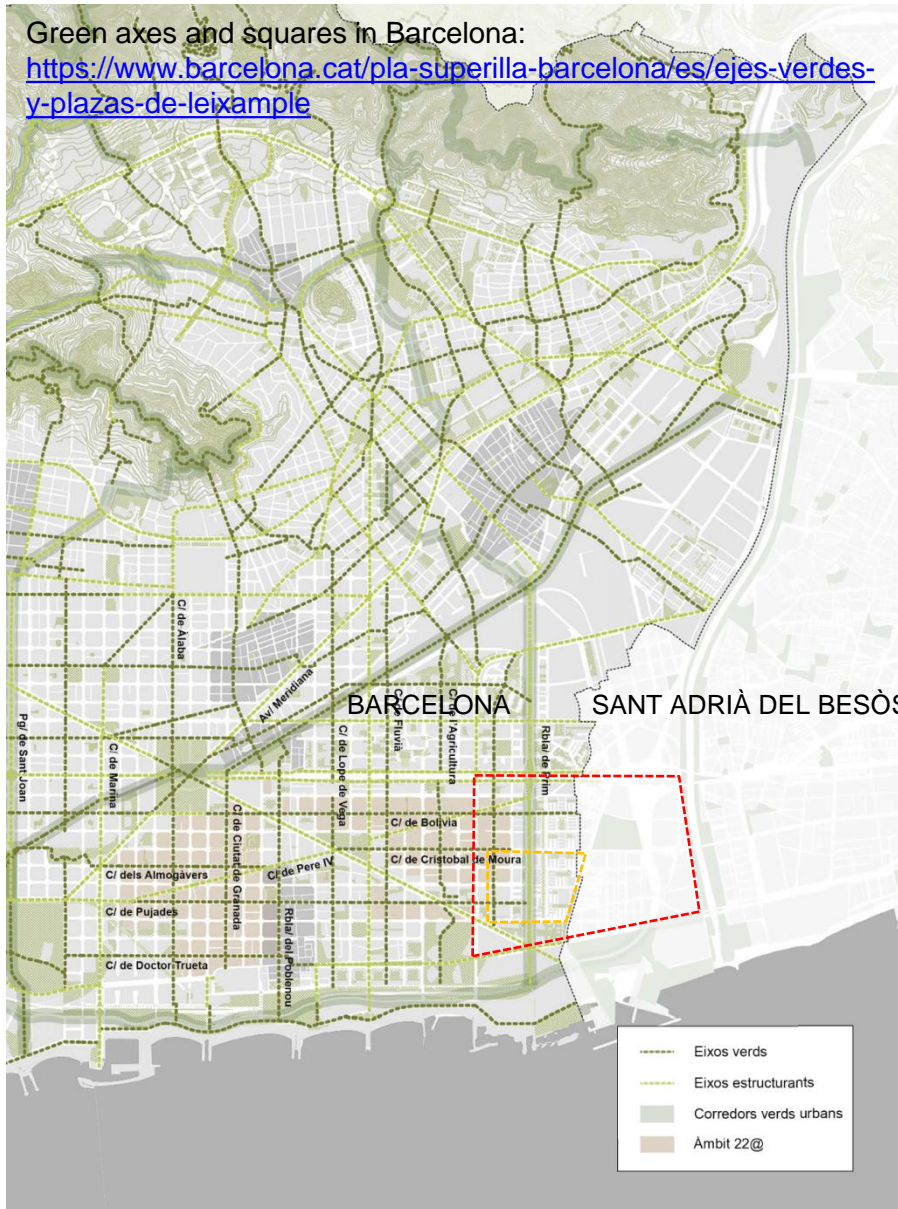 Green axes and squares in Barcelona:
https://www.barcelona.cat/pla-superilla-barcelona/es/ejes-verdes-
y-plazas-de-leixample
C/ de Àlaba
Av/ Meridiana
BARCELONA
SANT ADRIÀ DEL BESÒS
Pg/ de Sant Joan
C/ de Marina
C/ de Lope de Vega
C/ de Fluvià
C/ de l'Agricultura
Rbla/ de Prim
C/ de Ciutat de Granada
C/ de Bolivia
C/ de Cristobal de Moura
C/ de Pere IV
C/ dels Almogàvers
C/ de Pujades
Rbla/ del Poblenou
C/ de Doctor Trueta
Eixos verds
Eixos estructurants
Corredors verds urbans
Àmbit 22@